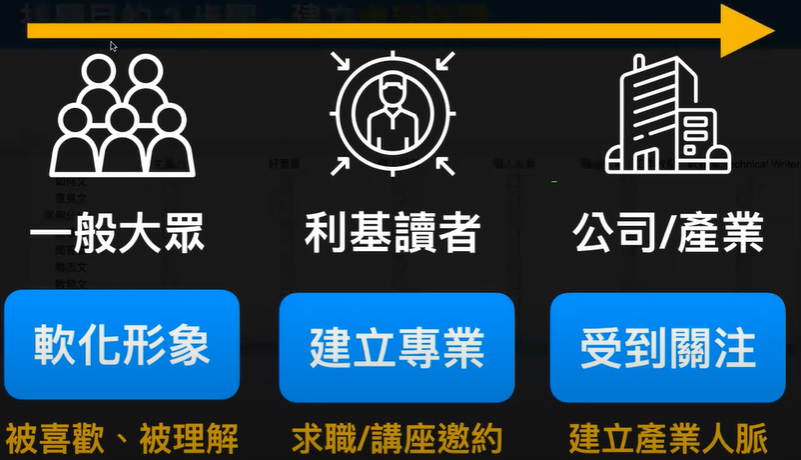 一般大眾
利基讀者
公司/產業
軟化形象
建立專業
受到關注
被喜歡、被理解
求職/講座邀約
建立產業人脈